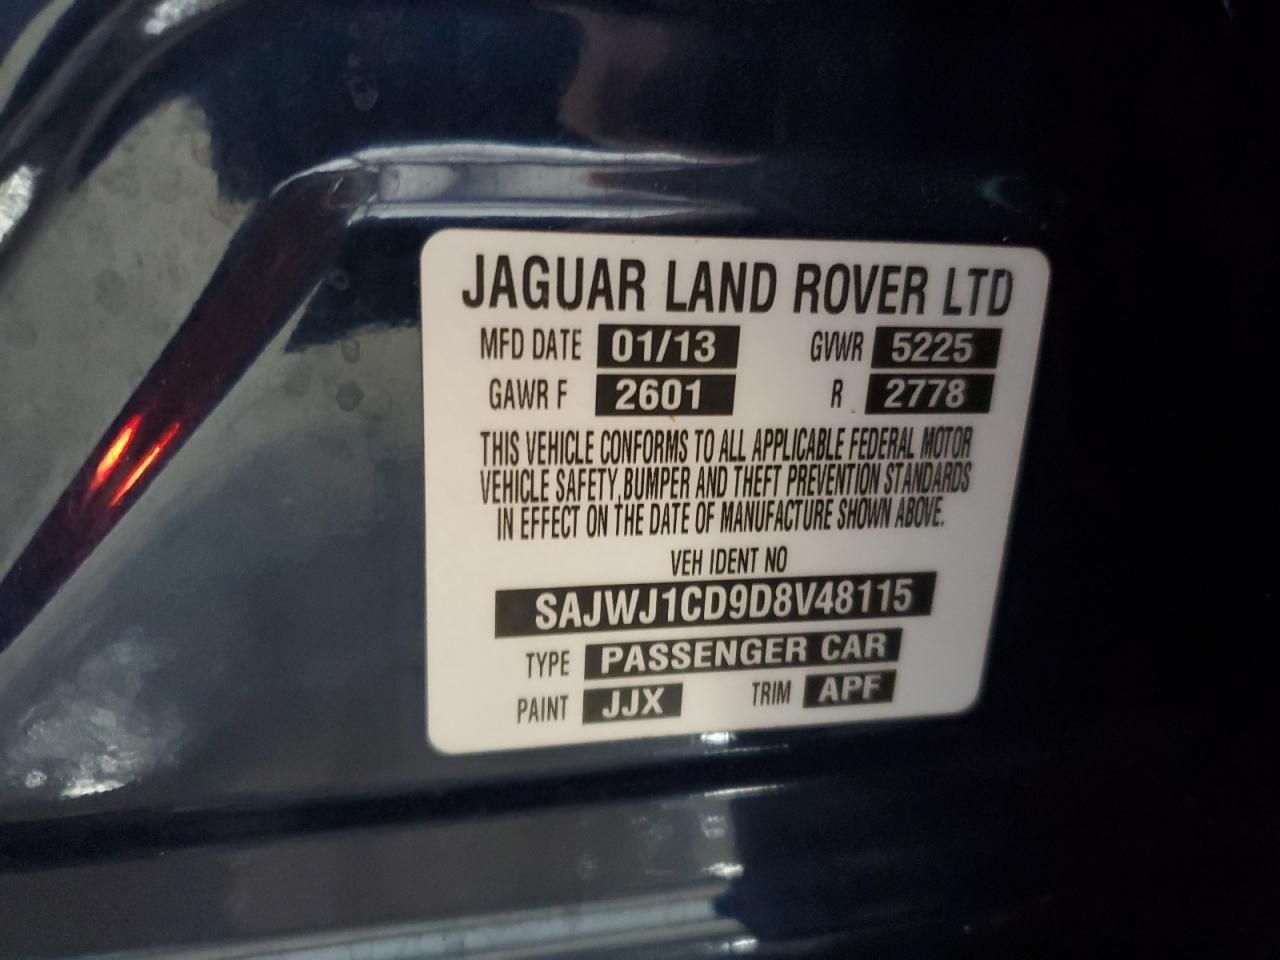 JAGUAR LAND ROVER LTD
MFD DATE 01/13 GVWR 5225
GAWR F 2601 R 2778
THIS VEHICLE CONFORMS TO ALL APPLICABLE FEDERAL MOTOR
VEHICLE SAFETY, BUMPER AND THEFT PREVENTION STANDARDS
IN EFFECT ON THE DATE OF MANUFACTURE SHOWN ABOVE.
VEH IDENT NO
SAJWJ1CD9D8V48115
TYPE PASSENGER CAR
PAINT JJX TRIM APF